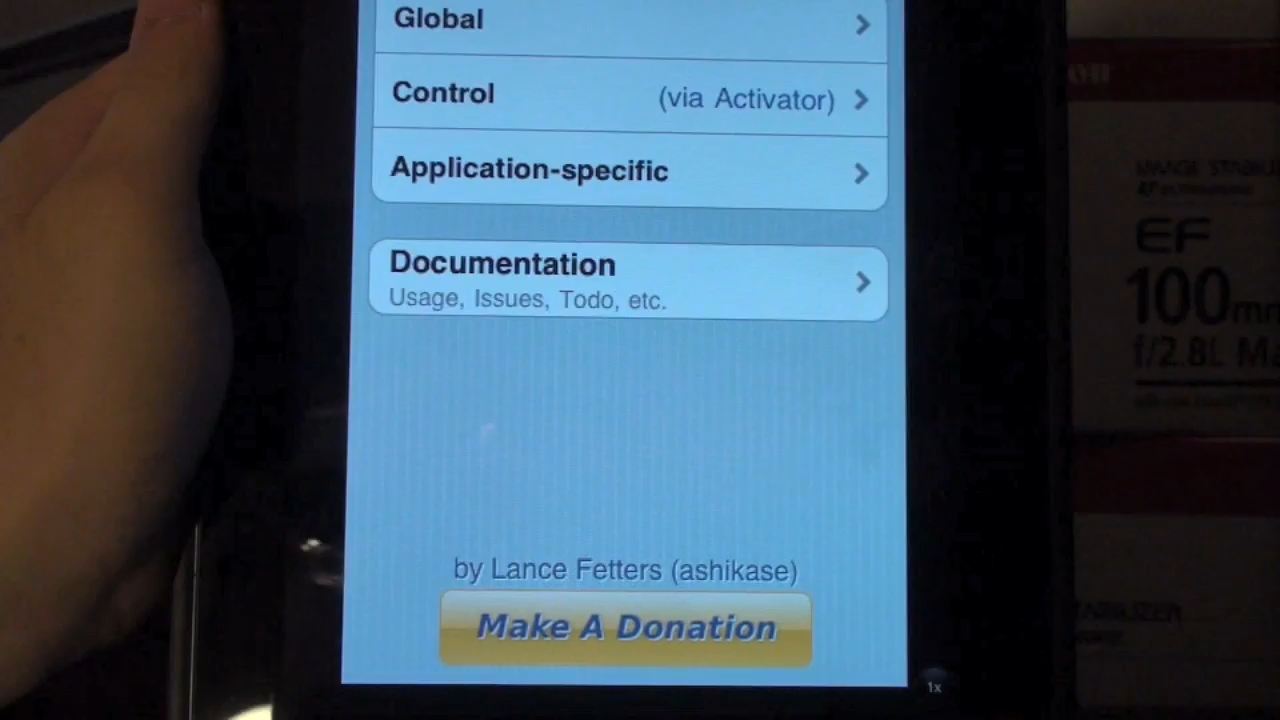 Global
Control (via Activator)
Application-specific
Documentation
Usage, Issues, Todo, etc.
by Lance Fetters (ashikase)
Make A Donation
1x
EF
100mm
f/2.8L